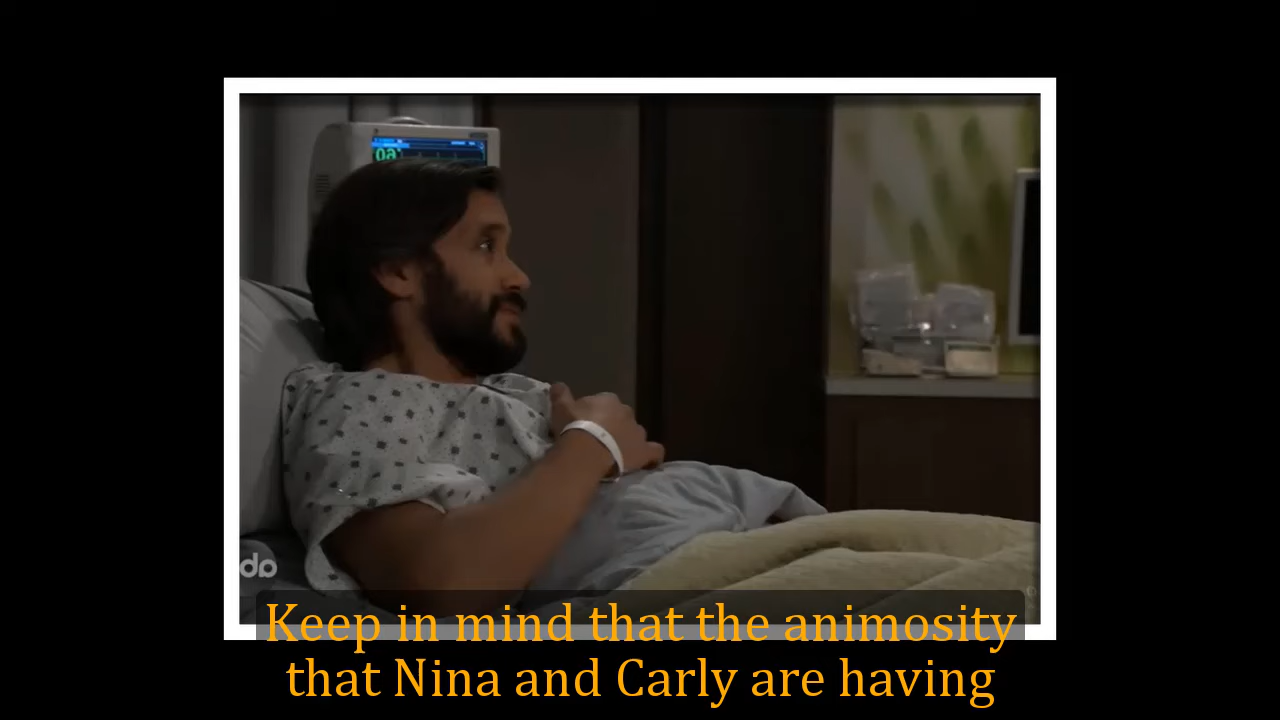 Keep in mind that the animosity
that Nina and Carly are having